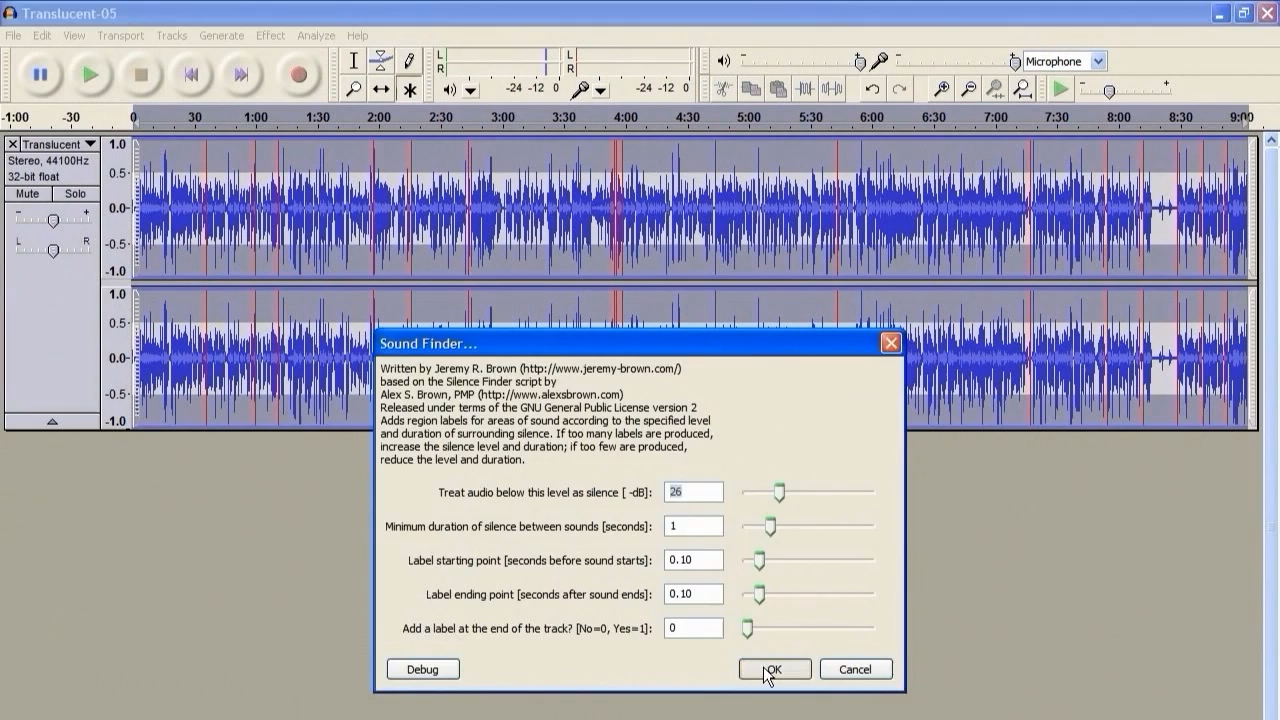 Translucent-05
File Edit View Transport Tracks Generate Effect Analyze Help
L
R
-24 -12 0
L
R
-24 -12 0
Microphone
-1:00 -30 0 30 1:00 1:30 2:00 2:30 3:00 3:30 4:00 4:30 5:00 5:30 6:00 6:30 7:00 7:30 8:00 8:30 9:00
Translucent
Stereo, 44100Hz
32-bit float
Mute Solo
- +
L R
1.0
0.5-
0.0-
-0.5-
-1.0
1.0
0.5-
0.0-
-0.5-
-1.0
Sound Finder...
Written by Jeremy R. Brown (http://www.jeremy-brown.com/)
based on the Silence Finder script by
Alex S. Brown, PMP (http://www.alexsbrown.com)
Released under terms of the GNU General Public License version 2
Adds region labels for areas of sound according to the specified level
and duration of surrounding silence. If too many labels are produced,
increase the silence level and duration; if too few are produced,
reduce the level and duration.
Treat audio below this level as silence [ -dB]: 26
Minimum duration of silence between sounds [seconds]: 1
Label starting point [seconds before sound starts]: 0.10
Label ending point [seconds after sound ends]: 0.10
Add a label at the end of the track? [No=0, Yes=1]: 0
Debug OK Cancel